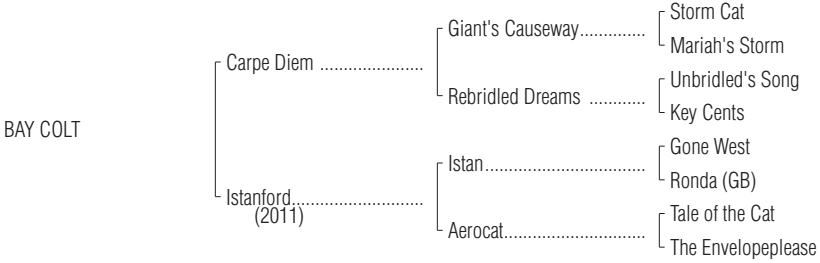 Storm Cat
Giant's Causeway..............
Mariah's Storm
Carpe Diem ......................
Unbridled's Song
Rebridled Dreams ............
Key Cents
BAY COLT
Gone West
Istan..................................
Ronda (GB)
Istanford............................
(2011)
Tale of the Cat
Aerocat..............................
The Envelopeplease